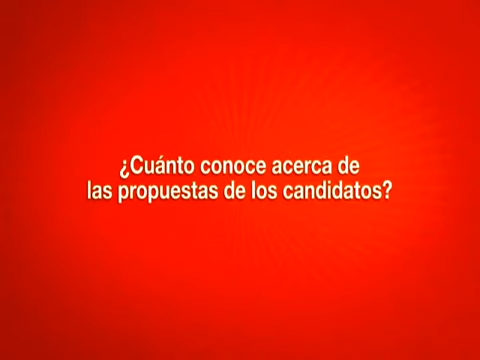 ¿Cuánto conoce acerca de
las propuestas de los candidatos?